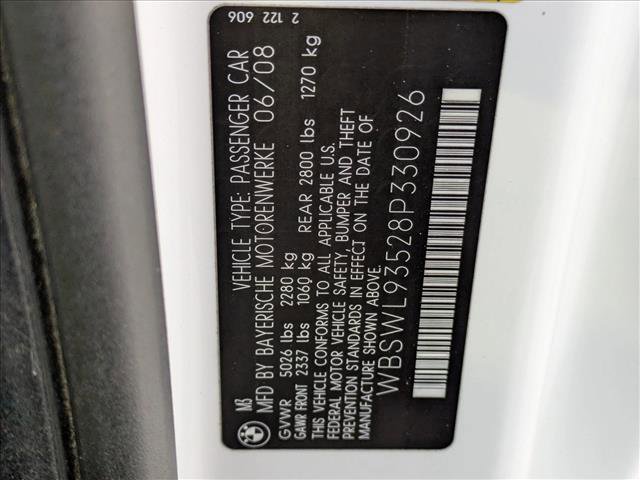 2 122 606
VEHICLE TYPE: PASSENGER CAR
MFD BY BAYERISCHE MOTORENWERKE 06/08
GVWR 5026 lbs 2280 kg
GAWR FRONT 2337 lbs 1060 kg REAR 2800 lbs 1270 kg
THIS VEHICLE CONFORMS TO ALL APPLICABLE U.S.
FEDERAL MOTOR VEHICLE SAFETY, BUMPER AND THEFT
PREVENTION STANDARDS IN EFFECT ON THE DATE OF
MANUFACTURE SHOWN ABOVE.
WBSWL93528P330926